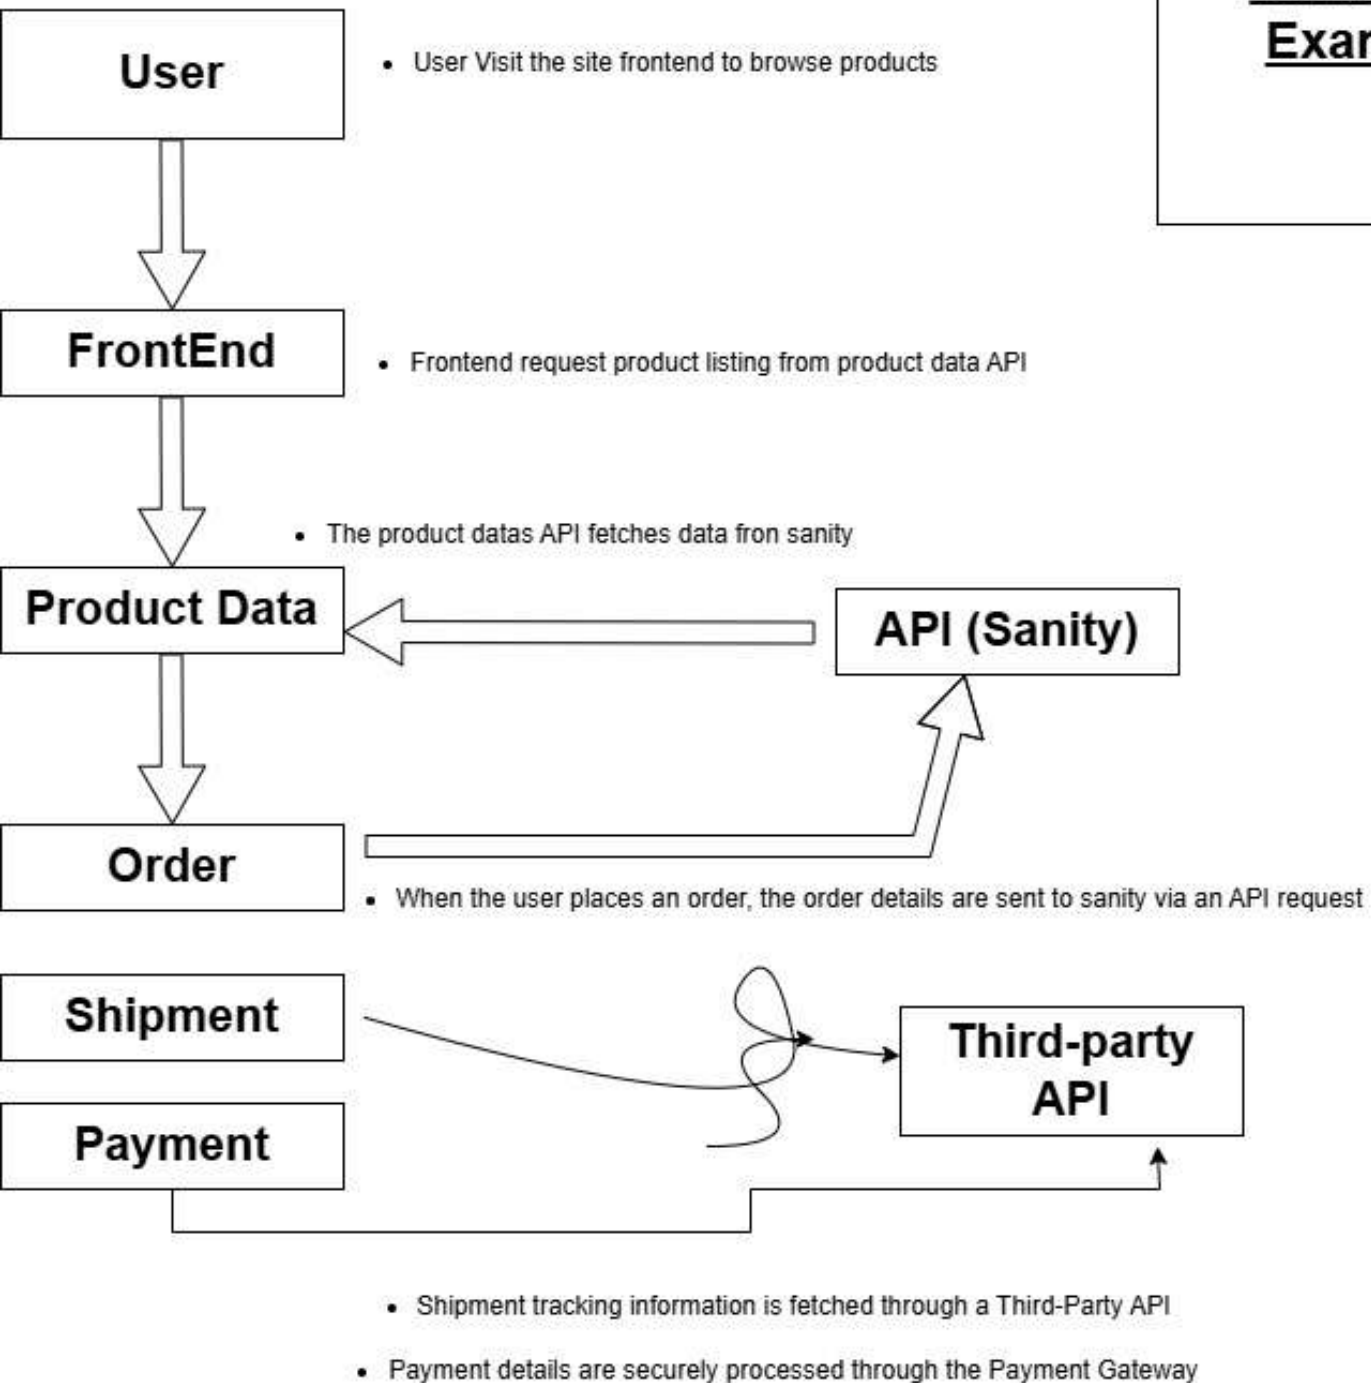 User
• User Visit the site frontend to browse products
FrontEnd
• Frontend request product listing from product data API
• The product datas API fetches data fron sanity
Product Data
API (Sanity)
Order
• When the user places an order, the order details are sent to sanity via an API request
Shipment
Third-party
API
Payment
• Shipment tracking information is fetched through a Third-Party API
• Payment details are securely processed through the Payment Gateway